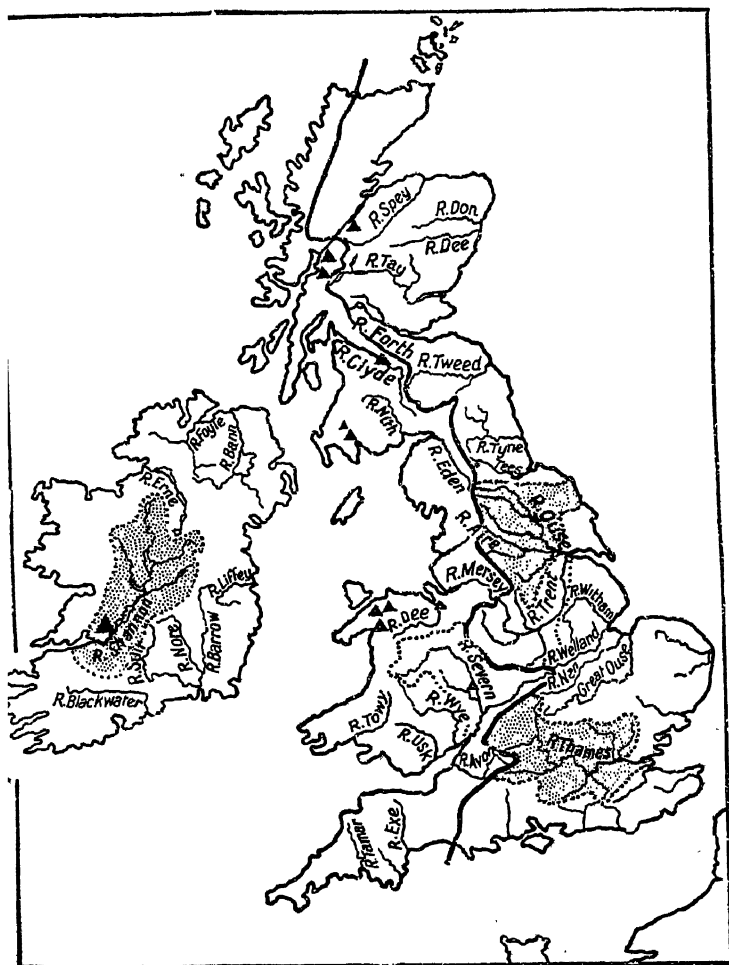 R. Spey
R. Don
R. Dee
R. Tay
R. Forth
R. Clyde
R. Tweed
R. Nith
R. Foyle
R. Bann
R. Tyne
Tees
R. Eden
R. Erne
R. Ouse
R. Aire
R. Mersey
R. Liffey
R. Trent
R. Witham
R. Dee
R. Nore
R. Barrow
R. Welland
R. Severn
R. Nen
Great Ouse
R. Blackwater
R. Wye
R. Towy
R. Usk
R. Avon
R. Thames
R. Tamar
R. Exe